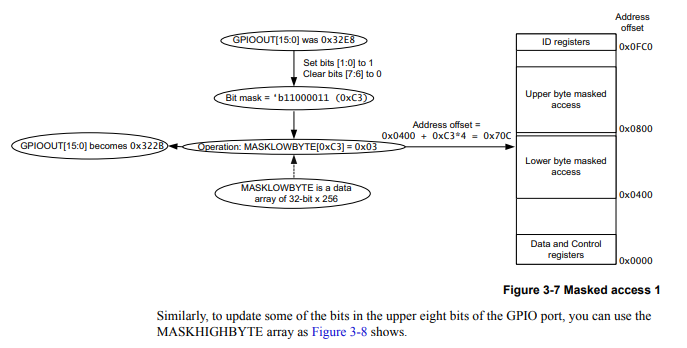 Address
offset
GPIOOUT[15:0] was 0x32E8
ID registers
0x0FC0
Set bits [1:0] to 1
Clear bits [7:6] to 0
Bit mask = 'b11000011 (0xC3)
Upper byte masked
access
Address offset =
0x0400 + 0xC3*4 = 0x70C
0x0800
GPIOOUT[15:0] becomes 0x322B
Operation: MASKLOWBYTE[0xC3] = 0x03
Lower byte masked
access
MASKLOWBYTE is a data
array of 32-bit x 256
0x0400
Data and Control
registers
0x0000
Figure 3-7 Masked access 1
Similarly, to update some of the bits in the upper eight bits of the GPIO port, you can use the
MASKHIGHBYTE array as Figure 3-8 shows.